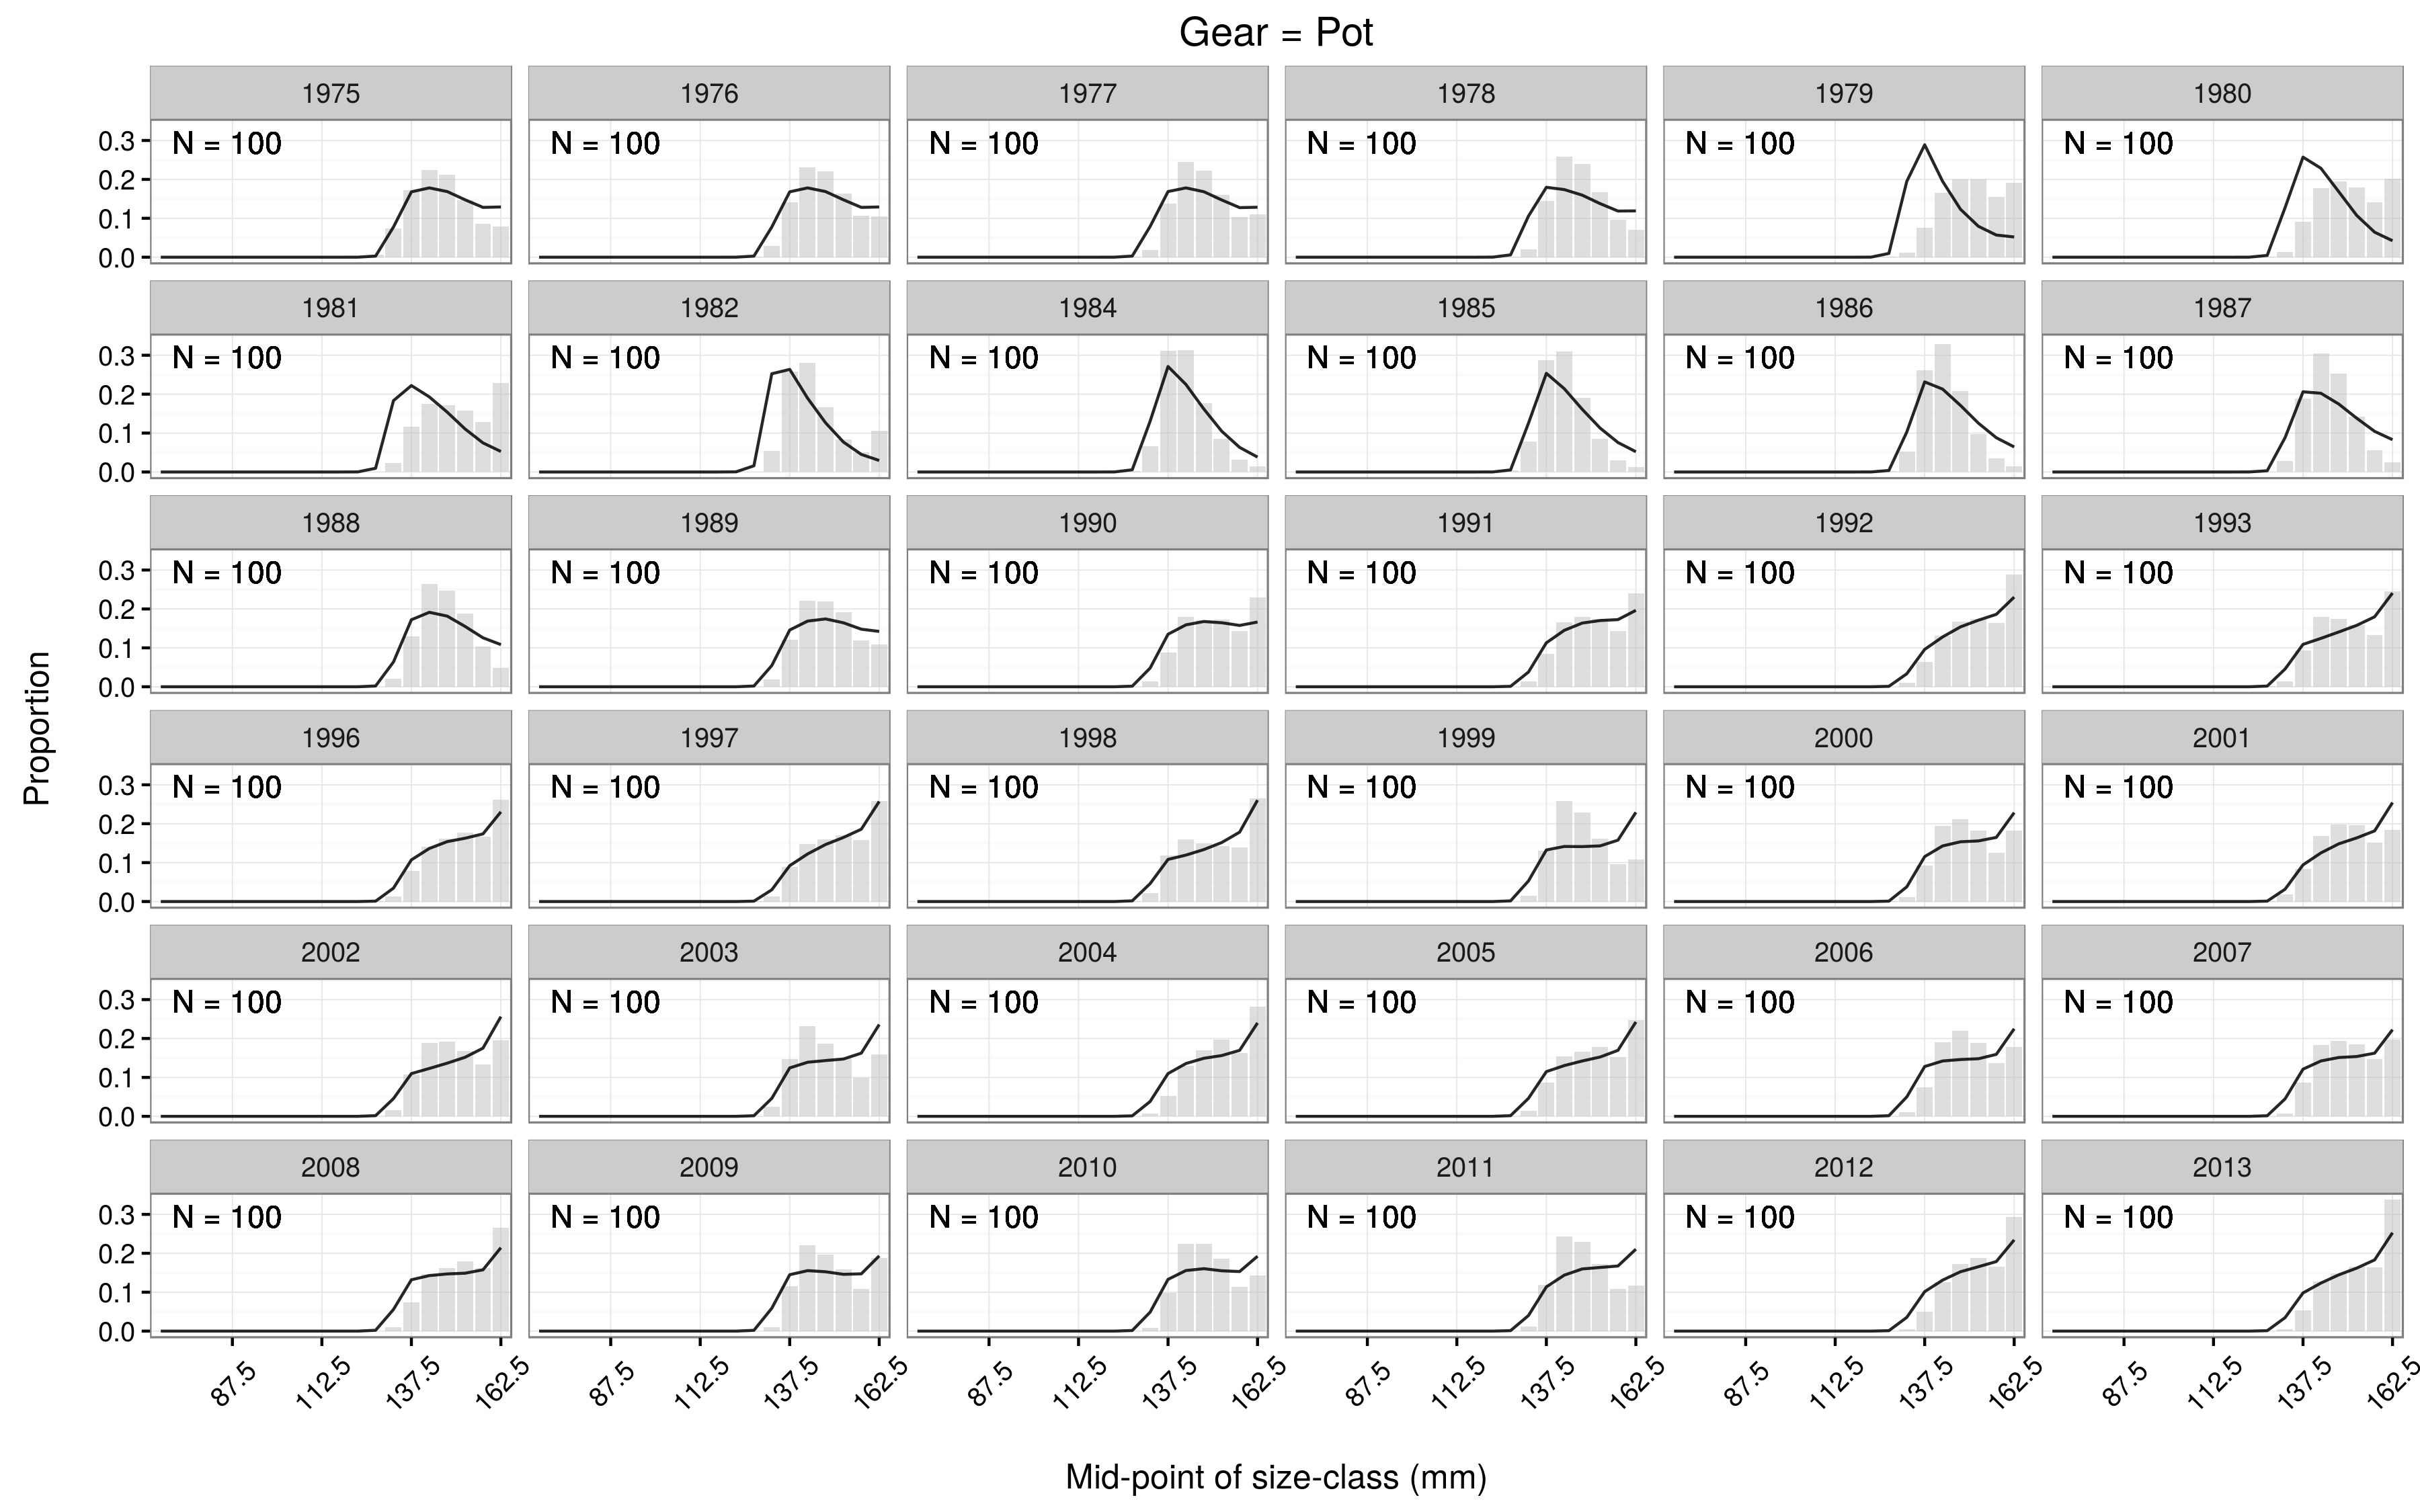 Gear = Pot
1975 1976 1977 1978 1979 1980
N = 100 N = 100 N = 100 N = 100 N = 100 N = 100
0.3
0.2
0.1
0.0
1981 1982 1984 1985 1986 1987
N = 100 N = 100 N = 100 N = 100 N = 100 N = 100
0.3
0.2
0.1
0.0
1988 1989 1990 1991 1992 1993
N = 100 N = 100 N = 100 N = 100 N = 100 N = 100
0.3
0.2
0.1
0.0
1996 1997 1998 1999 2000 2001
N = 100 N = 100 N = 100 N = 100 N = 100 N = 100
0.3
0.2
0.1
0.0
2002 2003 2004 2005 2006 2007
N = 100 N = 100 N = 100 N = 100 N = 100 N = 100
0.3
0.2
0.1
0.0
2008 2009 2010 2011 2012 2013
N = 100 N = 100 N = 100 N = 100 N = 100 N = 100
0.3
0.2
0.1
0.0
87.5 112.5 137.5 162.5 87.5 112.5 137.5 162.5 87.5 112.5 137.5 162.5 87.5 112.5 137.5 162.5 87.5 112.5 137.5 162.5 87.5 112.5 137.5 162.5
Proportion
Mid-point of size-class (mm)